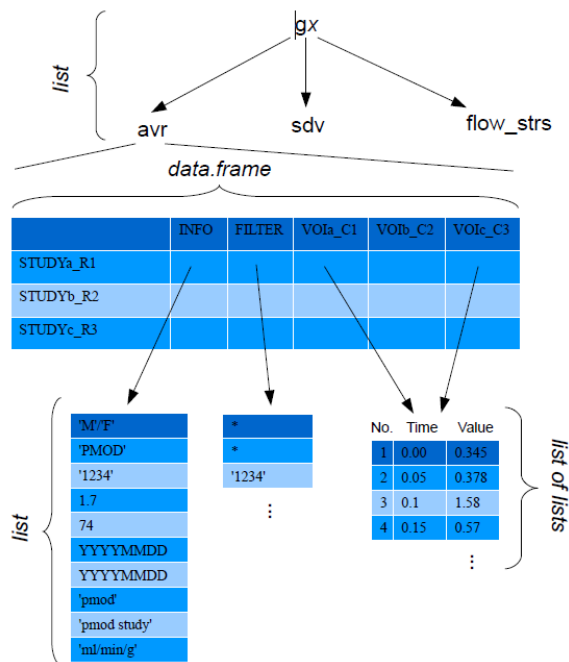 gx
list
avr sdv flow_strs
data.frame
INFO FILTER VOIa_C1 VOIb_C2 VOIc_C3
STUDYa_R1
STUDYb_R2
STUDYc_R3
list
'M'/'F'
'PMOD'
'1234'
1.7
74
YYYYMMDD
YYYYMMDD
'pmod'
'pmod study'
'ml/min/g'
*
*
'1234'
⋮
No. Time Value
1 0.00 0.345
2 0.05 0.378
3 0.1 1.58
4 0.15 0.57
⋮
list of lists